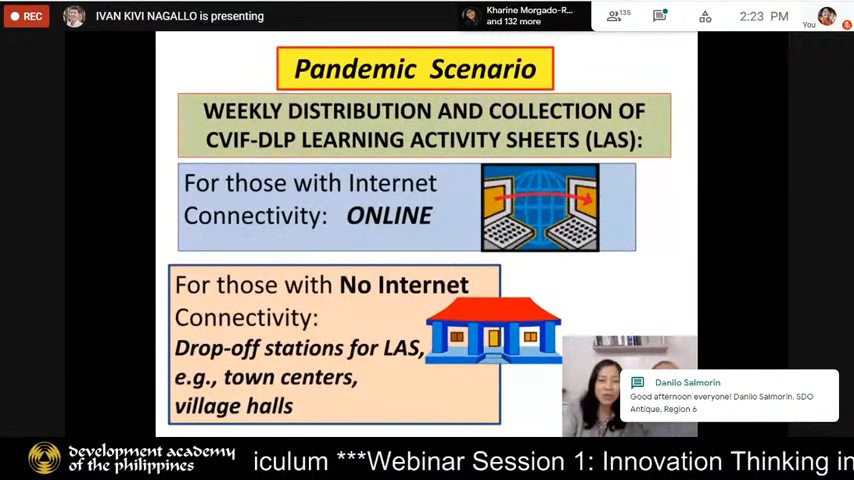 REC
IVAN KIVI NAGALLO is presenting
Kharine Morgado-R...
and 132 more
135
2:23 PM
You
Pandemic Scenario
WEEKLY DISTRIBUTION AND COLLECTION OF
CVIF-DLP LEARNING ACTIVITY SHEETS (LAS):
For those with Internet
Connectivity: ONLINE
For those with No Internet
Connectivity:
Drop-off stations for LAS,
e.g., town centers,
village halls
Danilo Salmorin
Good afternoon everyone! Danilo Salmorin, SDO
Antique, Region 6
development academy
of the philippines
iculum ***Webinar Session 1: Innovation Thinking in